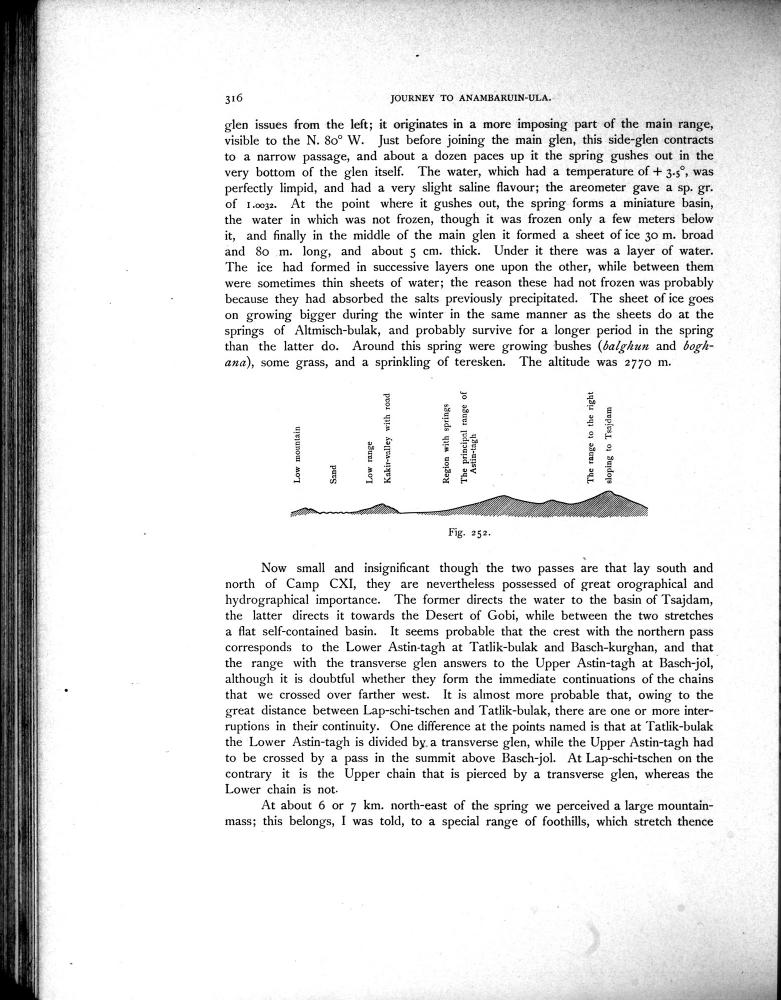 316 JOURNEY TO ANAMBARUIN-ULA.
glen issues from the left; it originates in a more imposing part of the main range,
visible to the N. 80° W. Just before joining the main glen, this side-glen contracts
to a narrow passage, and about a dozen paces up it the spring gushes out in the
very bottom of the glen itself. The water, which had a temperature of + 3.5°, was
perfectly limpid, and had a very slight saline flavour; the areometer gave a sp. gr.
of 1.0032. At the point where it gushes out, the spring forms a miniature basin,
the water in which was not frozen, though it was frozen only a few meters below
it, and finally in the middle of the main glen it formed a sheet of ice 30 m. broad
and 80 m. long, and about 5 cm. thick. Under it there was a layer of water.
The ice had formed in successive layers one upon the other, while between them
were sometimes thin sheets of water; the reason these had not frozen was probably
because they had absorbed the salts previously precipitated. The sheet of ice goes
on growing bigger during the winter in the same manner as the sheets do at the
springs of Altmisch-bulak, and probably survive for a longer period in the spring
than the latter do. Around this spring were growing bushes (balghun and bogh-
ana), some grass, and a sprinkling of teresken. The altitude was 2770 m.
Low mountain
Sand
Low range
Kakir-valley with road
Region with springs
The principal range of
Astin-tagh
The range to the right
sloping to Tsajdam
Fig. 252.
Now small and insignificant though the two passes are that lay south and
north of Camp CXI, they are nevertheless possessed of great orographical and
hydrographical importance. The former directs the water to the basin of Tsajdam,
the latter directs it towards the Desert of Gobi, while between the two stretches
a flat self-contained basin. It seems probable that the crest with the northern pass
corresponds to the Lower Astin-tagh at Tatlik-bulak and Basch-kurghan, and that
the range with the transverse glen answers to the Upper Astin-tagh at Basch-jol,
although it is doubtful whether they form the immediate continuations of the chains
that we crossed over farther west. It is almost more probable that, owing to the
great distance between Lap-schi-tschen and Tatlik-bulak, there are one or more inter-
ruptions in their continuity. One difference at the points named is that at Tatlik-bulak
the Lower Astin-tagh is divided by a transverse glen, while the Upper Astin-tagh had
to be crossed by a pass in the summit above Basch-jol. At Lap-schi-tschen on the
contrary it is the Upper chain that is pierced by a transverse glen, whereas the
Lower chain is not.
At about 6 or 7 km. north-east of the spring we perceived a large mountain-
mass; this belongs, I was told, to a special range of foothills, which stretch thence